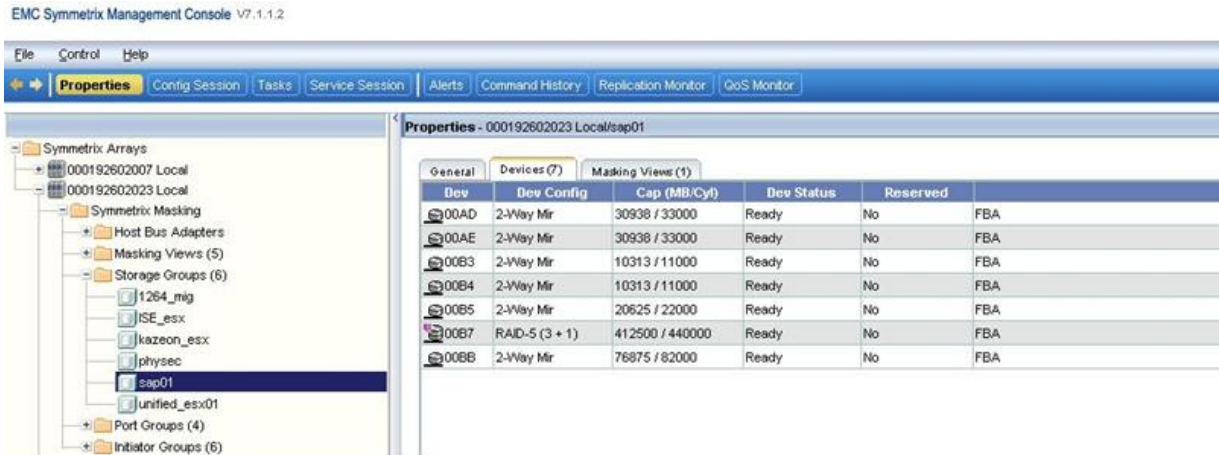 EMC Symmetrix Management Console V7.1.1.2
File Control Help
Properties Config Session Tasks Service Session Alerts Command History Replication Monitor QoS Monitor
Properties - 000192602023 Local/sap01
Symmetrix Arrays
000192602007 Local
000192602023 Local
Symmetrix Masking
Host Bus Adapters
Masking Views (5)
Storage Groups (6)
1264_mig
ISE_esx
kazeon_esx
physec
sap01
unified_esx01
Port Groups (4)
Initiator Groups (6)
General Devices (7) Masking Views (1)
Dev Dev Config Cap (MB/Cyl) Dev Status Reserved
00AD 2-Way Mir 30938 / 33000 Ready No FBA
00AE 2-Way Mir 30938 / 33000 Ready No FBA
00B3 2-Way Mir 10313 / 11000 Ready No FBA
00B4 2-Way Mir 10313 / 11000 Ready No FBA
00B5 2-Way Mir 20625 / 22000 Ready No FBA
00B7 RAID-5 (3 + 1) 412500 / 440000 Ready No FBA
00BB 2-Way Mir 76875 / 82000 Ready No FBA